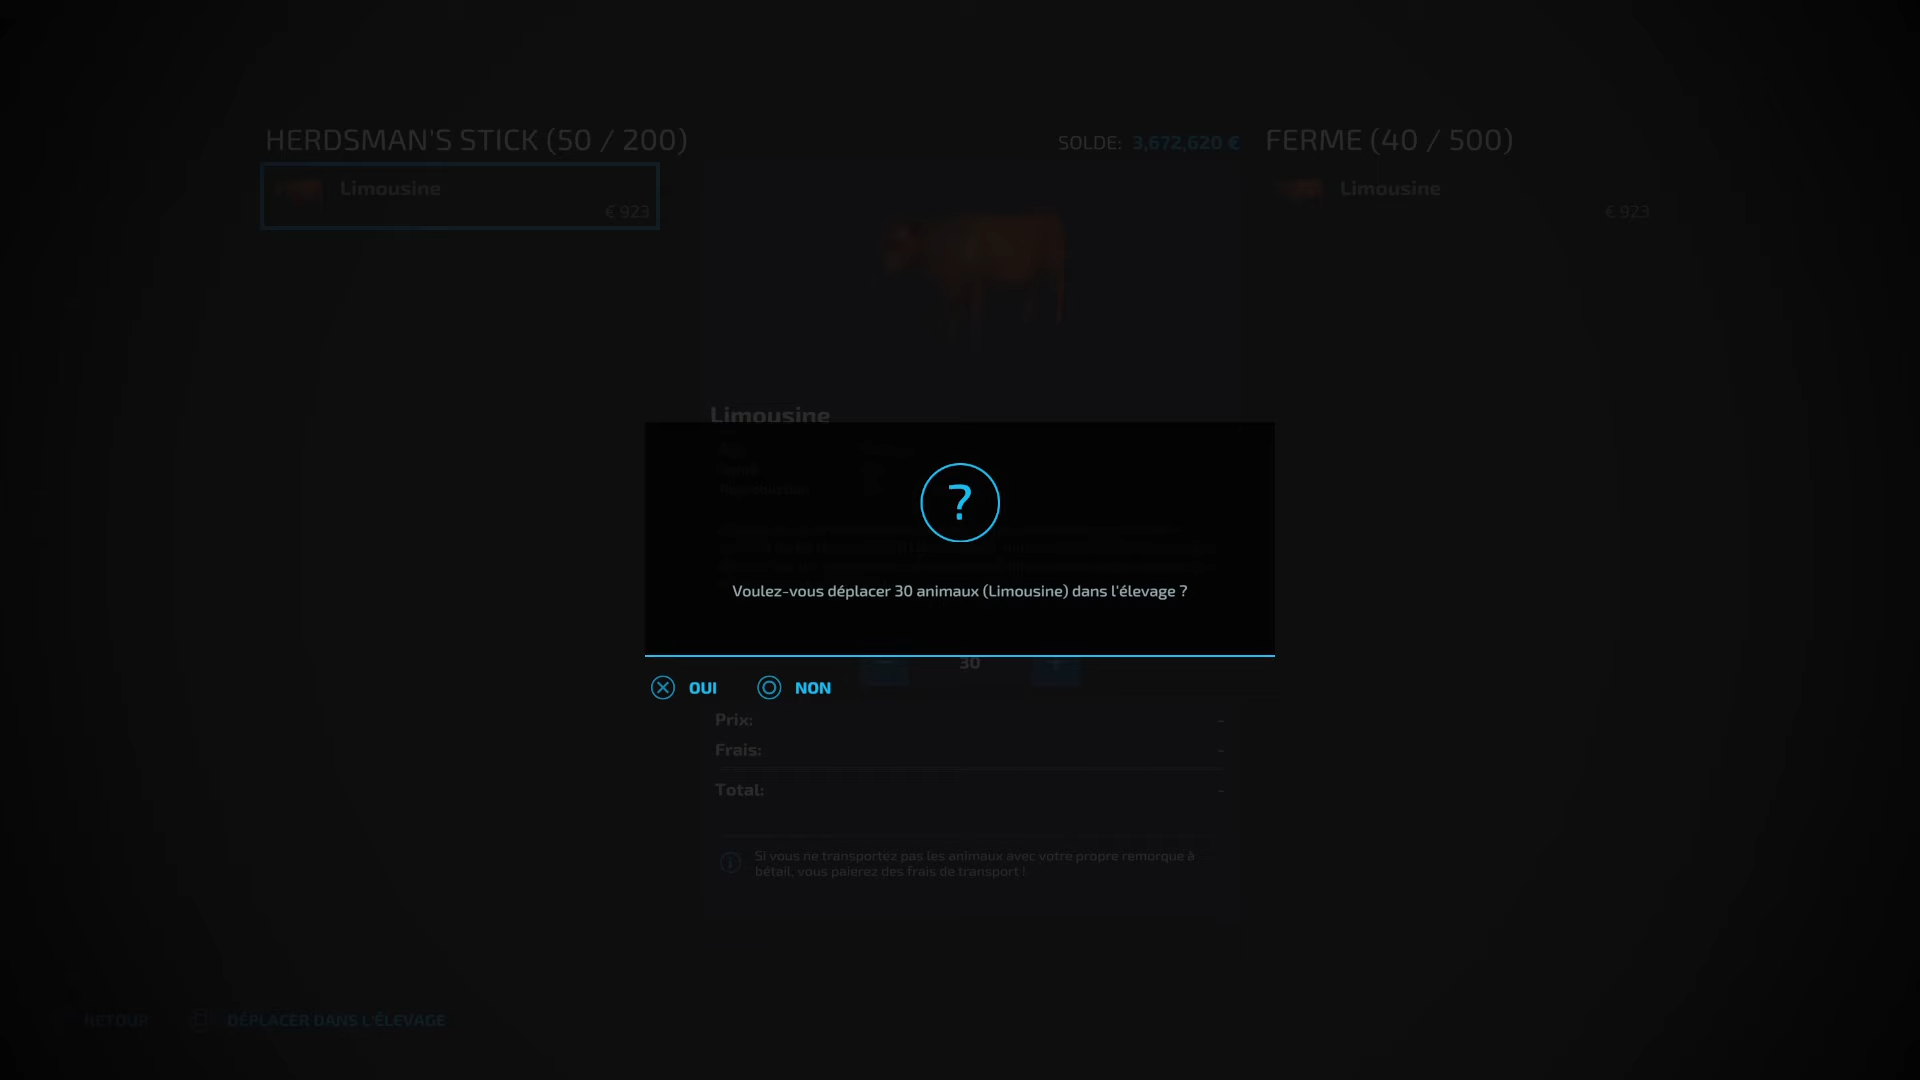 HERDSMAN'S STICK (50 / 200)
SOLDE: 3,672,620 €
FERME (40 / 500)
Limousine
€ 923
Limousine
€ 923
Limousine
?
Voulez-vous déplacer 30 animaux (Limousine) dans l'élevage ?
30
OUI
NON
Prix: -
Frais: -
Total: -
Si vous ne transportez pas les animaux avec votre propre remorque à
bétail, vous paierez des frais de transport !
RETOUR
DÉPLACER DANS L'ÉLEVAGE